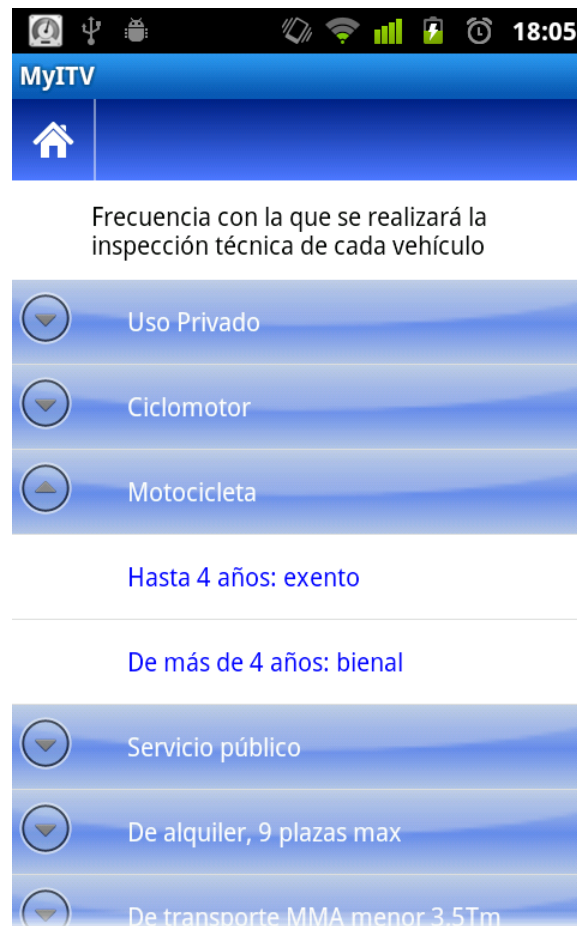 18:05
MyITV
Frecuencia con la que se realizará la
inspección técnica de cada vehículo
Uso Privado
Ciclomotor
Motocicleta
Hasta 4 años: exento
De más de 4 años: bienal
Servicio público
De alquiler, 9 plazas max
De transporte MMA menor 3.5Tm